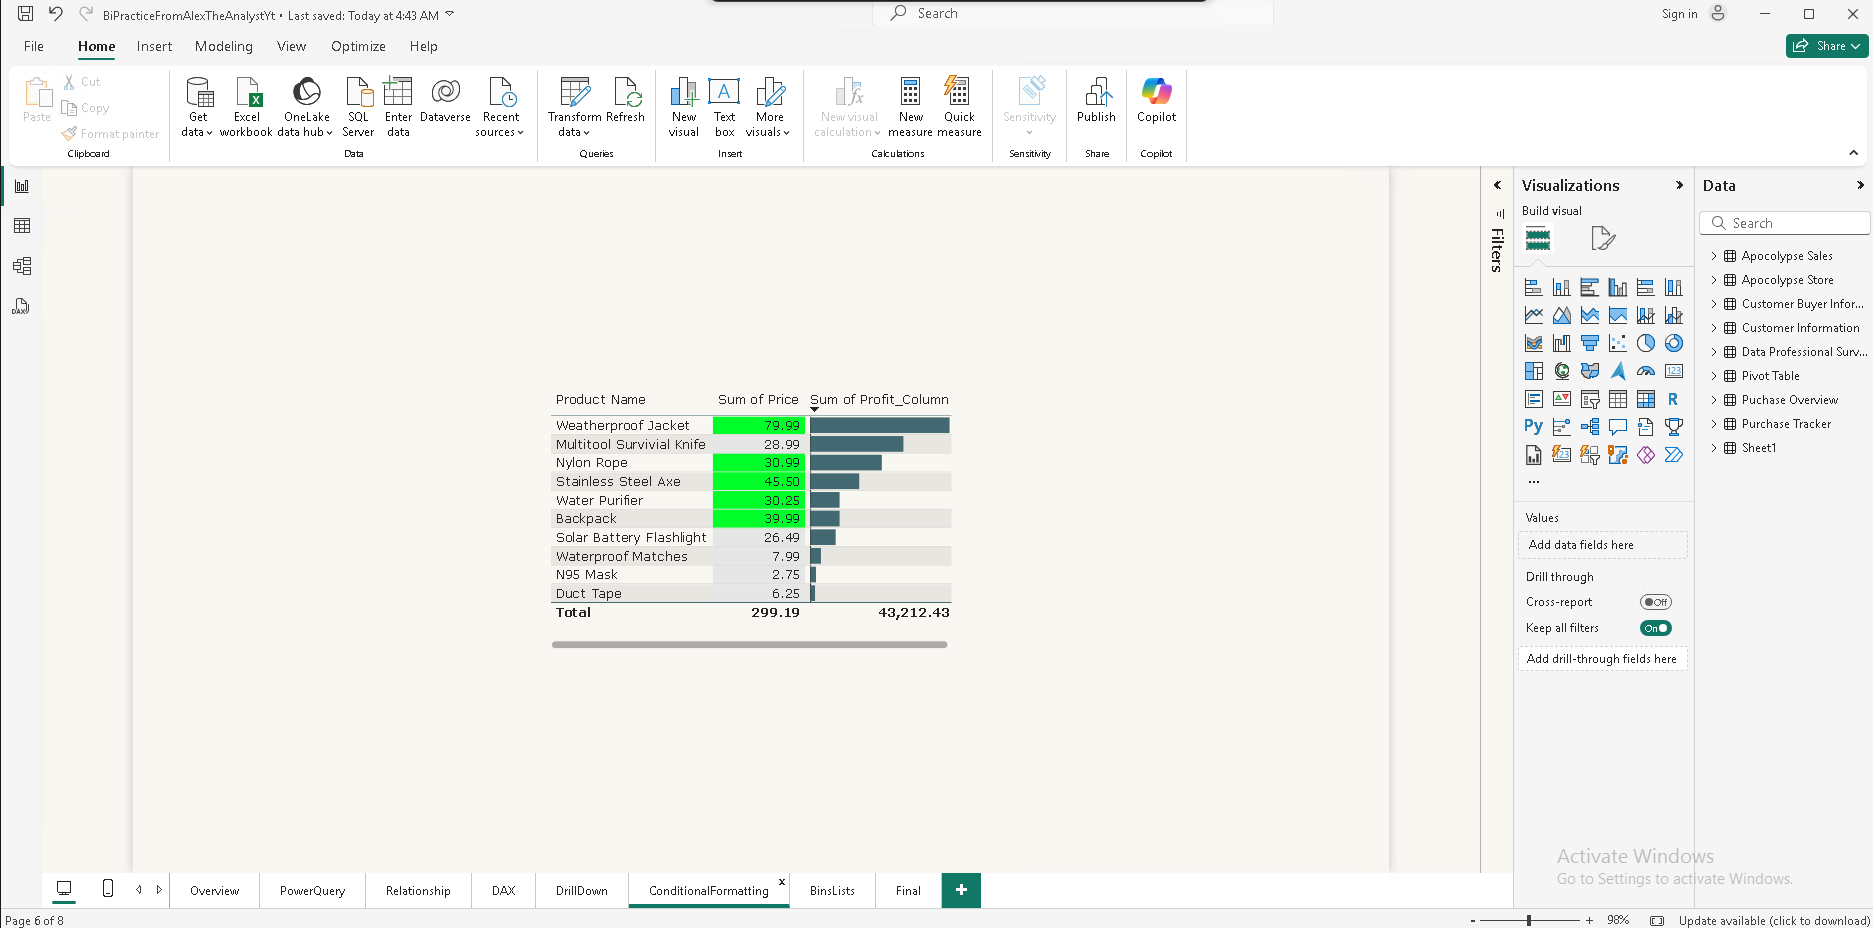 BiPracticeFromAlexTheAnalystYt • Last saved: Today at 4:43 AM
Search
Sign in
File Home Insert Modeling View Optimize Help
Share
Paste
Cut
Copy
Format painter
Clipboard
Get data
Excel workbook
OneLake data hub
SQL Server
Enter data
Dataverse
Recent sources
Data
Transform data
Refresh
Queries
New visual
Text box
More visuals
Insert
New visual calculation
New measure
Quick measure
Calculations
Sensitivity
Sensitivity
Publish
Share
Copilot
Copilot
Product Name Sum of Price Sum of Profit_Column
Weatherproof Jacket 79.99
Multitool Survivial Knife 28.99
Nylon Rope 30.99
Stainless Steel Axe 45.50
Water Purifier 30.25
Backpack 39.99
Solar Battery Flashlight 26.49
Waterproof Matches 7.99
N95 Mask 2.75
Duct Tape 6.25
Total 299.19 43,212.43
Filters
Visualizations
Build visual
Values
Add data fields here
Drill through
Cross-report Off
Keep all filters On
Add drill-through fields here
Data
Search
Apocolypse Sales
Apocolypse Store
Customer Buyer Infor...
Customer Information
Data Professional Surv...
Pivot Table
Puchase Overview
Purchase Tracker
Sheet1
Activate Windows
Go to Settings to activate Windows.
Overview PowerQuery Relationship DAX DrillDown ConditionalFormatting x BinsLists Final +
Page 6 of 8
- + 98%
Update available (click to download)